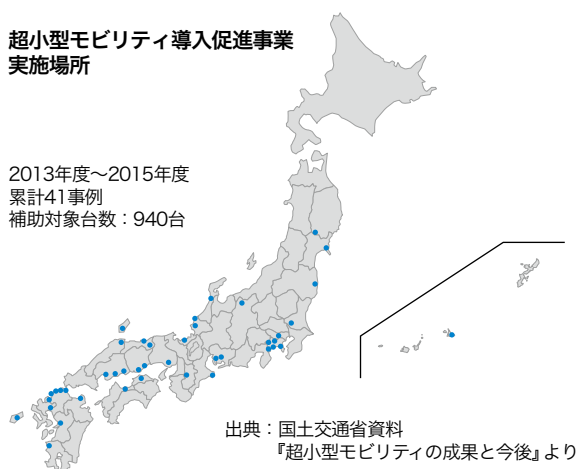 超小型モビリティ導入促進事業
実施場所
2013年度〜2015年度
累計41事例
補助対象台数：940台
出典：国土交通省資料
『超小型モビリティの成果と今後』より